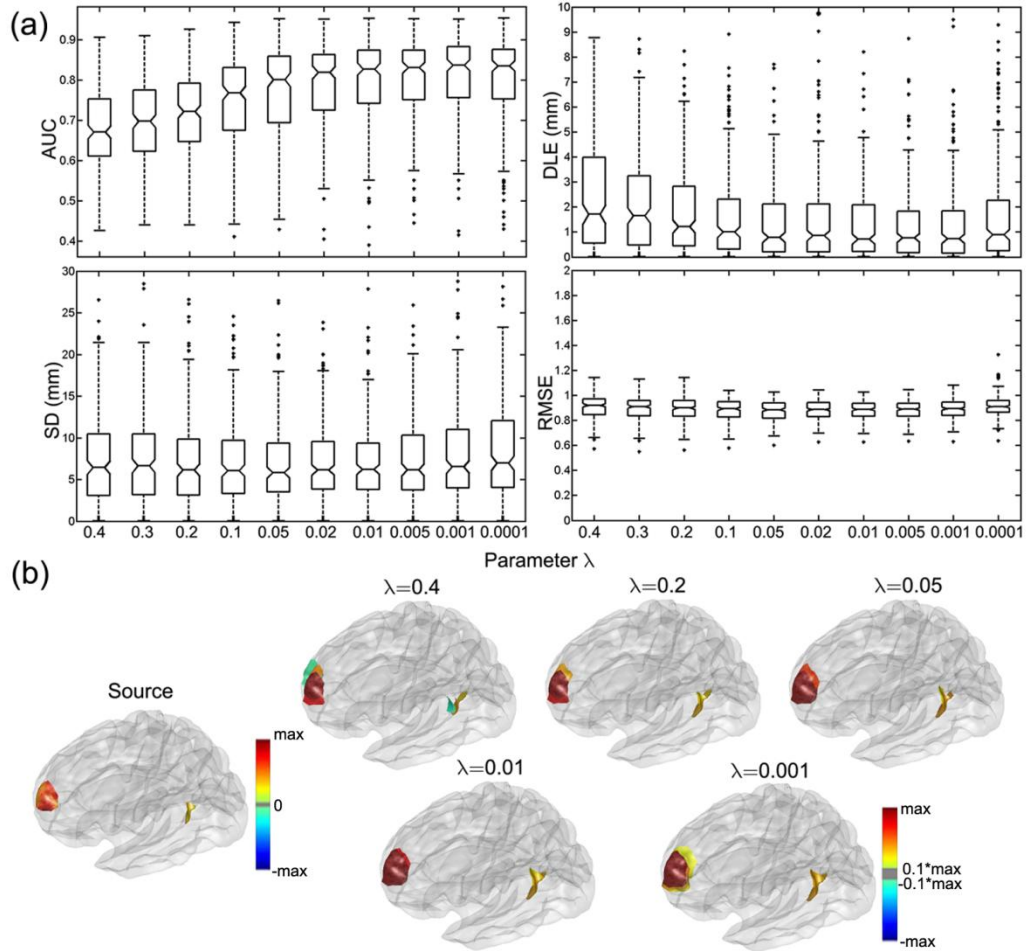 (a)
AUC
0.9
0.8
0.7
0.6
0.5
0.4
DLE (mm)
10
9
8
7
6
5
4
3
2
1
0
SD (mm)
30
25
20
15
10
5
0
0.4 0.3 0.2 0.1 0.05 0.02 0.01 0.005 0.001 0.0001
RMSE
2
1.8
1.6
1.4
1.2
1
0.8
0.6
0.4
0.2
0
0.4 0.3 0.2 0.1 0.05 0.02 0.01 0.005 0.001 0.0001
Parameter λ
(b)
Source
max
0
-max
λ=0.4
λ=0.2
λ=0.05
λ=0.01
λ=0.001
max
0.1*max
-0.1*max
-max